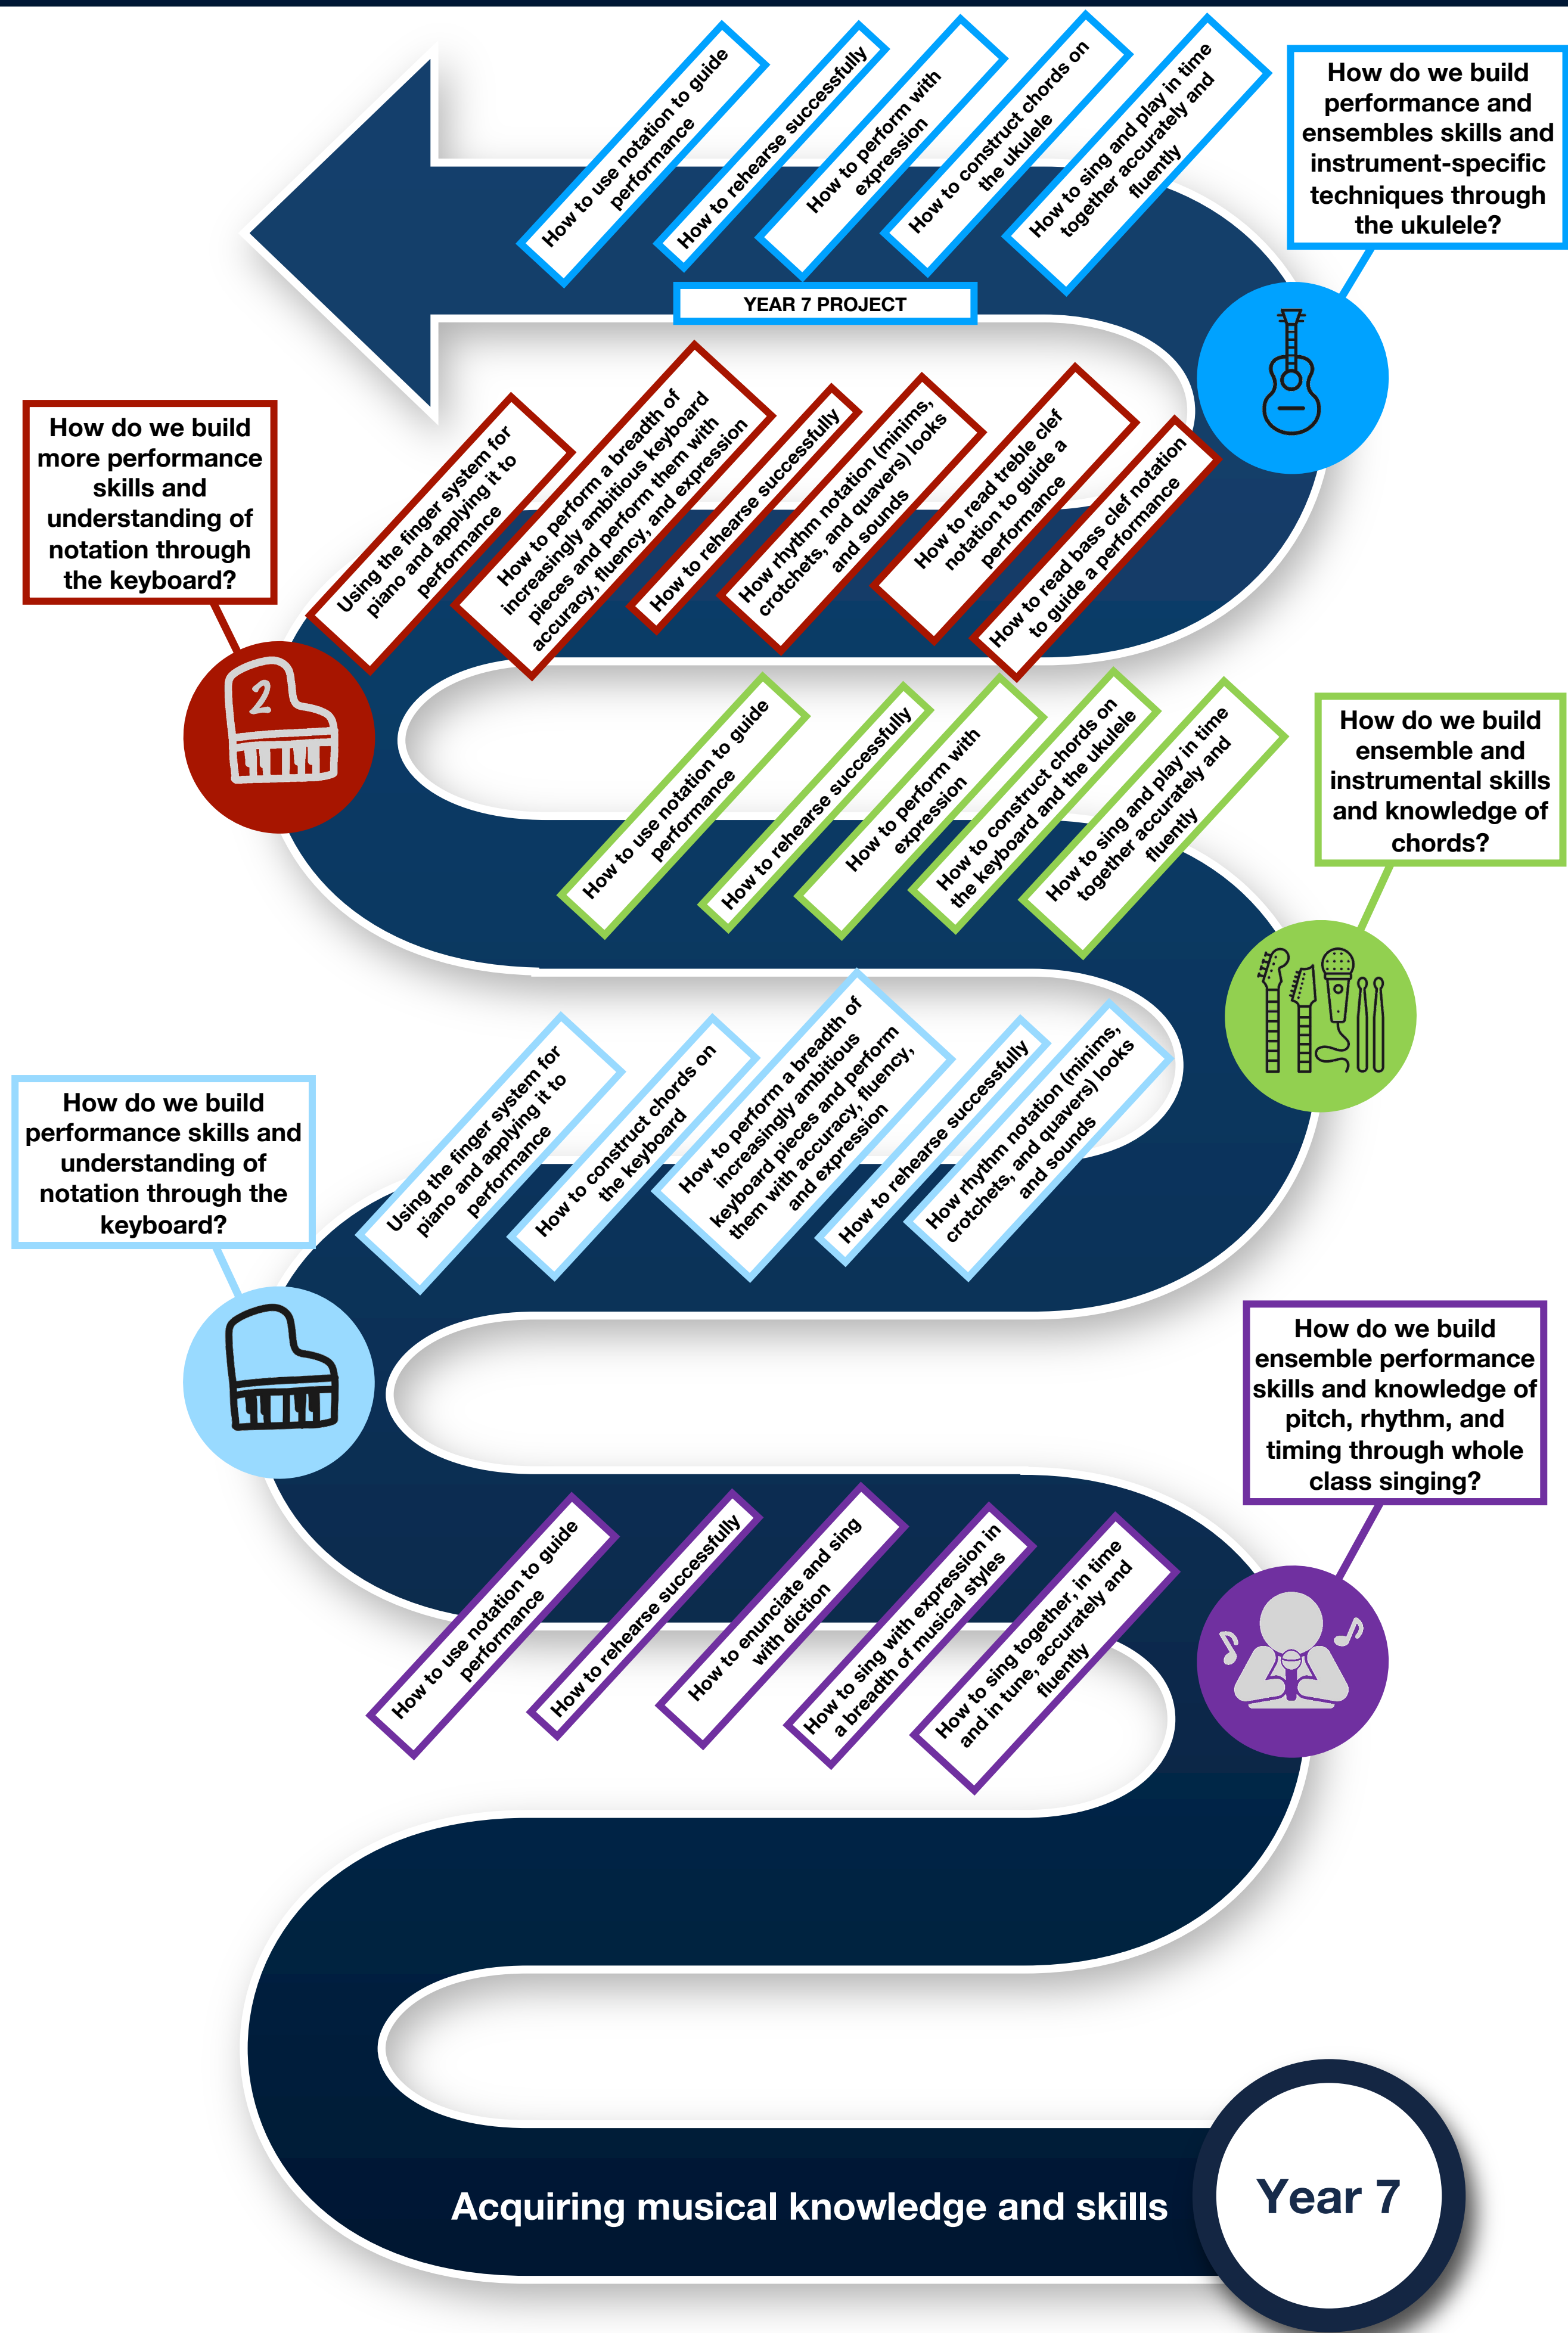 How to use notation to guide
performance
How to rehearse successfully
How to perform with
expression
How to construct chords on
the ukulele
How to sing and play in time
together accurately and
fluently
How do we build
performance and
ensembles skills and
instrument-specific
techniques through
the ukulele?
YEAR 7 PROJECT
How do we build
more performance
skills and
understanding of
notation through
the keyboard?
2
Using the finger system for
piano and applying it to
performance
How to perform a breadth of
increasingly ambitious keyboard
pieces and perform them with
accuracy, fluency, and expression
How to rehearse successfully
How rhythm notation (minims,
crotchets, and quavers) looks
and sounds
How to read treble clef
notation to guide a
performance
How to read bass clef notation
to guide a performance
How to use notation to guide
performance
How to rehearse successfully
How to perform with
expression
How to construct chords on
the keyboard and the ukulele
How to sing and play in time
together accurately and
fluently
How do we build
ensemble and
instrumental skills
and knowledge of
chords?
How do we build
performance skills and
understanding of
notation through the
keyboard?
Using the finger system for
piano and applying it to
performance
How to construct chords on
the keyboard
How to perform a breadth of
increasingly ambitious
keyboard pieces and perform
them with accuracy, fluency,
and expression
How to rehearse successfully
How rhythm notation (minims,
crotchets, and quavers) looks
and sounds
How do we build
ensemble performance
skills and knowledge of
pitch, rhythm, and
timing through whole
class singing?
How to use notation to guide
performance
How to rehearse successfully
How to enunciate and sing
with diction
How to sing with expression in
a breadth of musical styles
How to sing together, in time
and in tune, accurately and
fluently
Acquiring musical knowledge and skills
Year 7